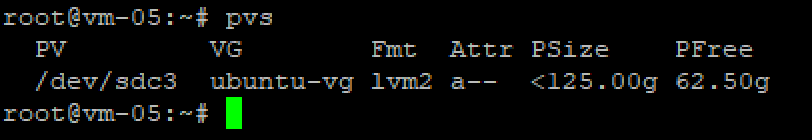 root@vm-05:~# pvs
  PV         VG        Fmt  Attr PSize    PFree
  /dev/sdc3  ubuntu-vg lvm2 a--  <125.00g 62.50g
root@vm-05:~#